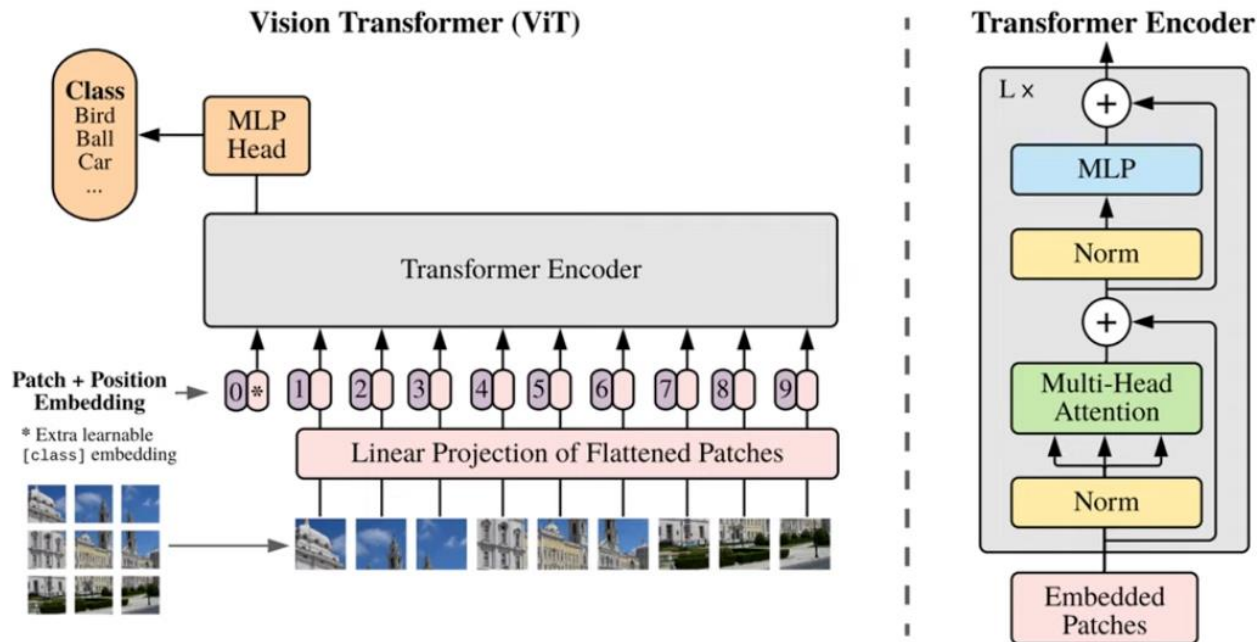 Vision Transformer (ViT)
Class
Bird
Ball
Car
...
MLP
Head
Transformer Encoder
Patch + Position
Embedding
0 * 1 2 3 4 5 6 7 8 9
* Extra learnable
[class] embedding
Linear Projection of Flattened Patches
Transformer Encoder
L ×
+
MLP
Norm
+
Multi-Head
Attention
Norm
Embedded
Patches